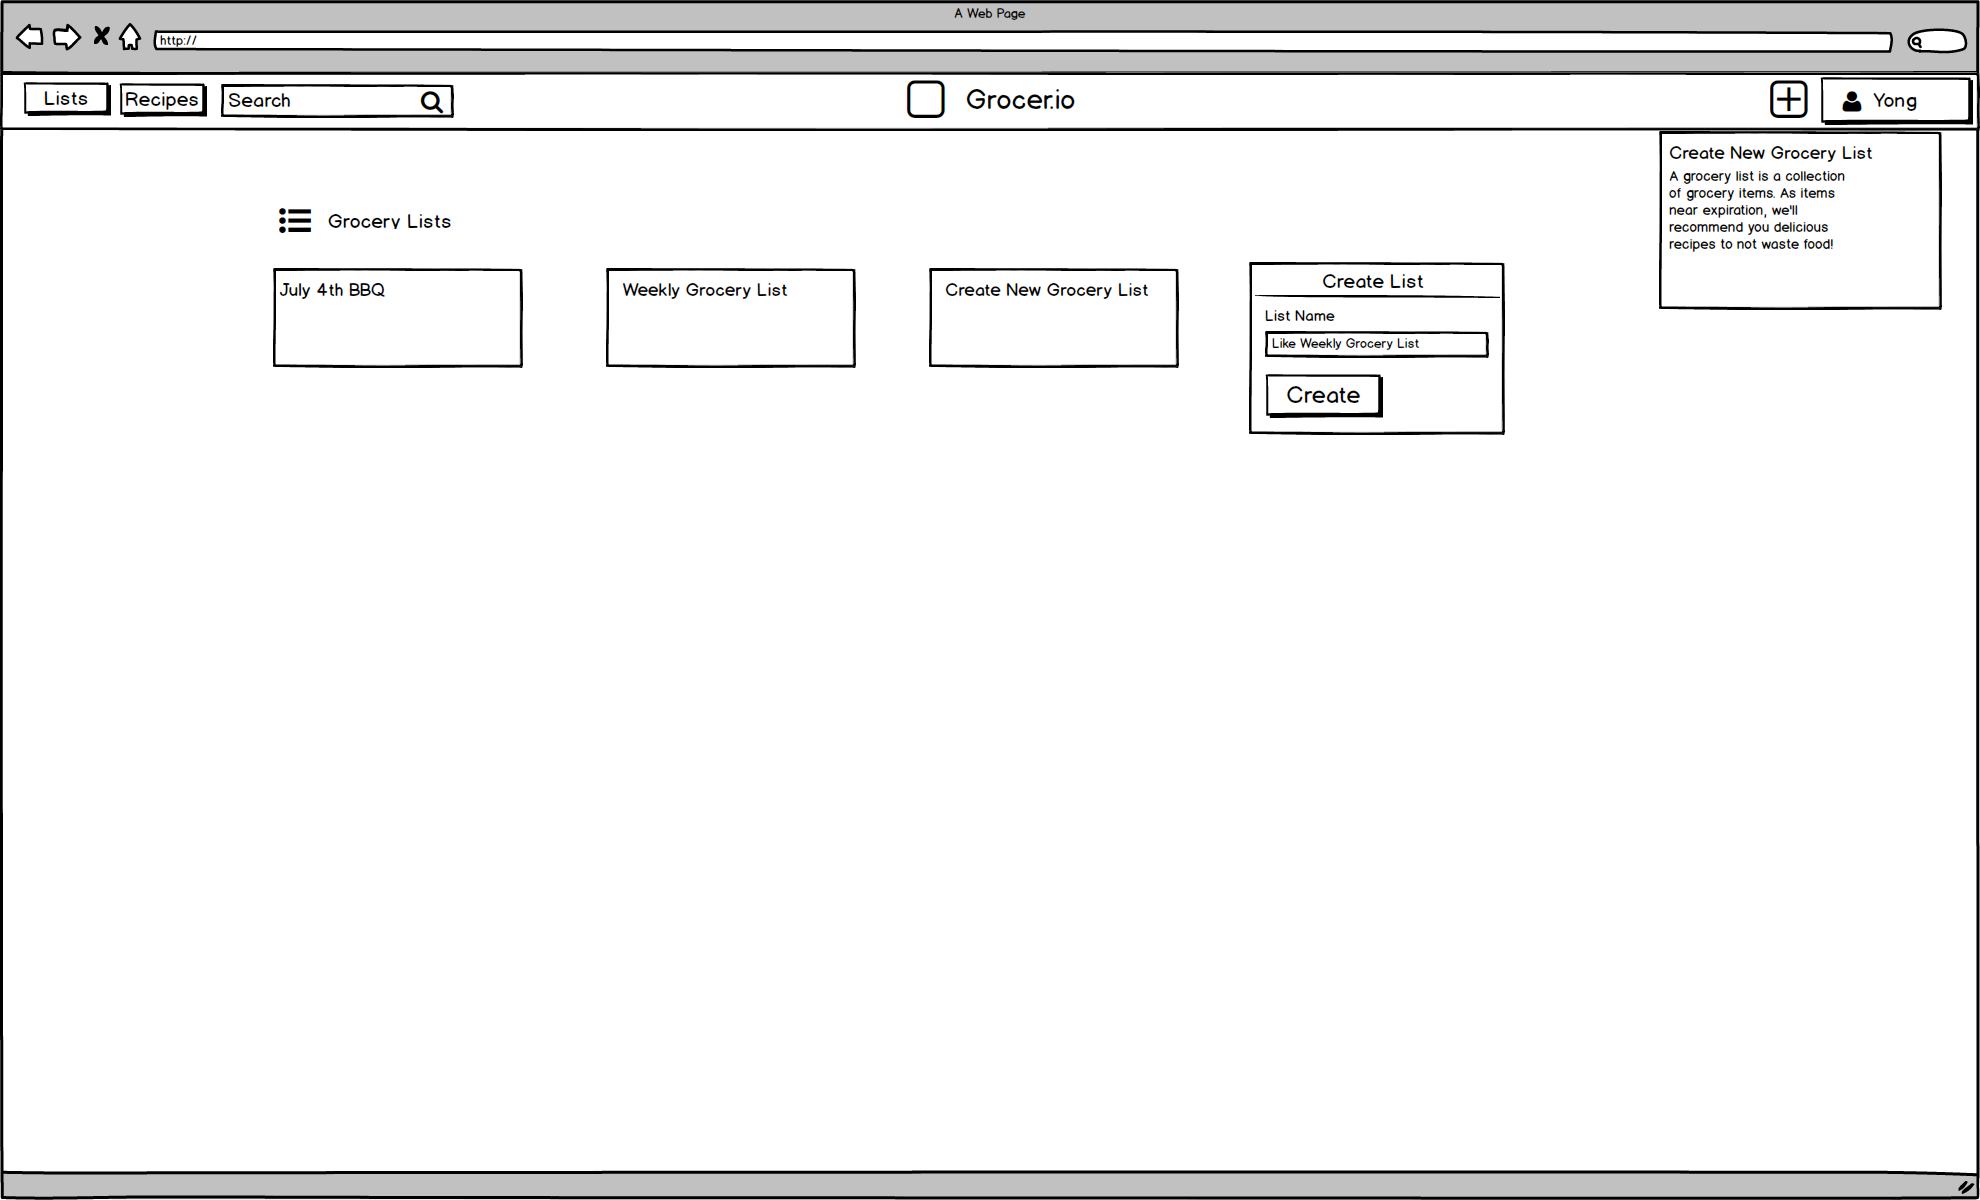 A Web Page
http://
Lists
Recipes
Search
Grocer.io
Yong
Create New Grocery List
A grocery list is a collection
of grocery items. As items
near expiration, we'll
recommend you delicious
recipes to not waste food!
Grocery Lists
July 4th BBQ
Weekly Grocery List
Create New Grocery List
Create List
List Name
Like Weekly Grocery List
Create